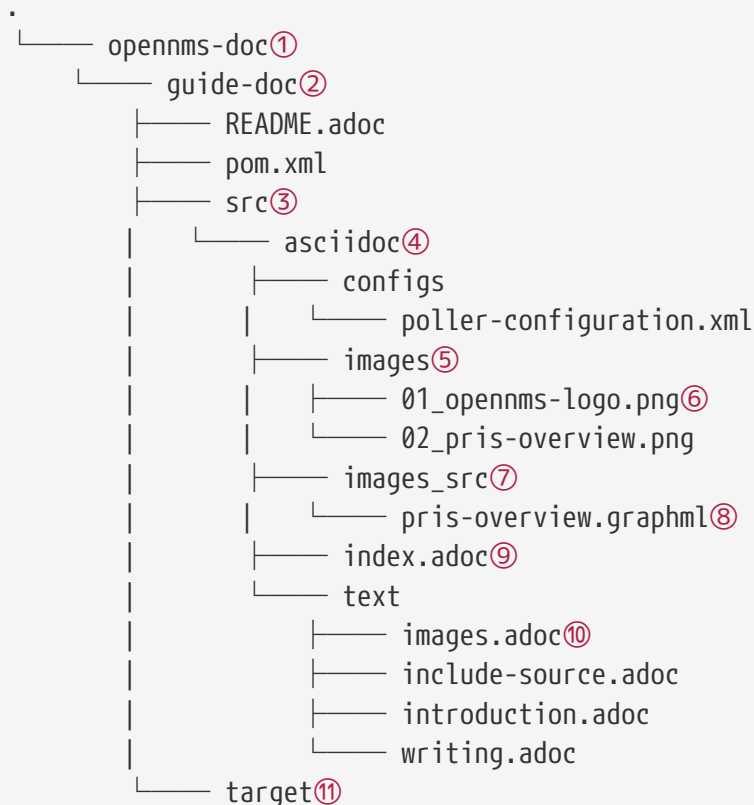 .
└── opennms-doc①
    └── guide-doc②
        ├── README.adoc
        ├── pom.xml
        ├── src③
        |   └── asciidoc④
        |       ├── configs
        |       |   └── poller-configuration.xml
        |       ├── images⑤
        |       |   ├── 01_opennms-logo.png⑥
        |       |   └── 02_pris-overview.png
        |       ├── images_src⑦
        |       |   └── pris-overview.graphml⑧
        |       ├── index.adoc⑨
        |       └── text
        |           ├── images.adoc⑩
        |           ├── include-source.adoc
        |           ├── introduction.adoc
        |           └── writing.adoc
        └── target⑪